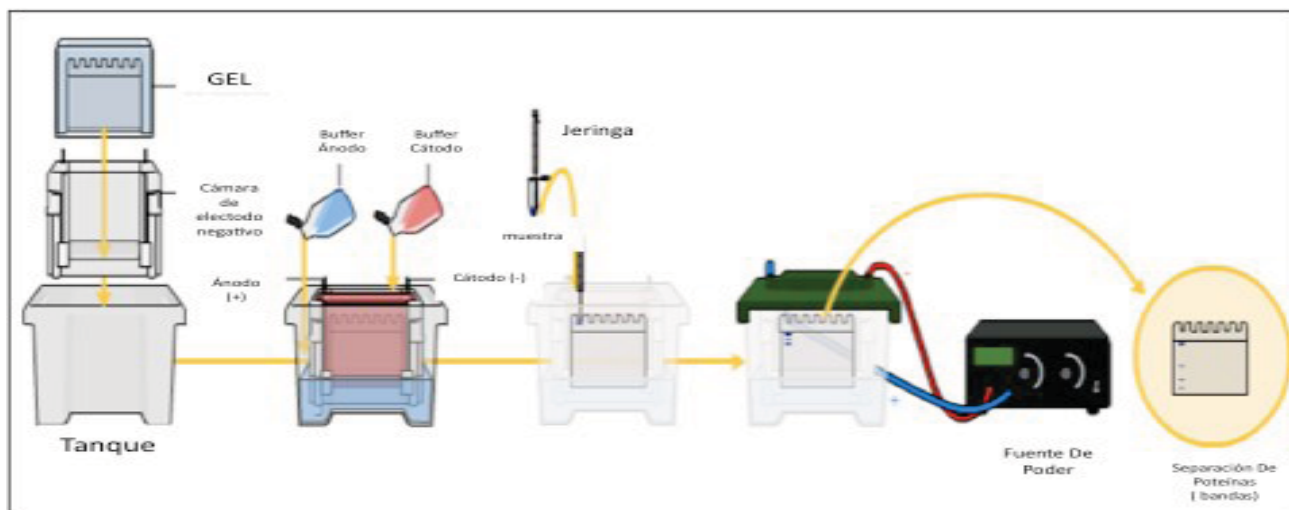 GEL
Cámara
de
electodo
negativo
Tanque
Buffer
Ánodo
Buffer
Cátodo
Ánodo
(+)
Cátodo (-)
Jeringa
muestra
-
+
Fuente De
Poder
Separación De
Poteínas
( bandas)